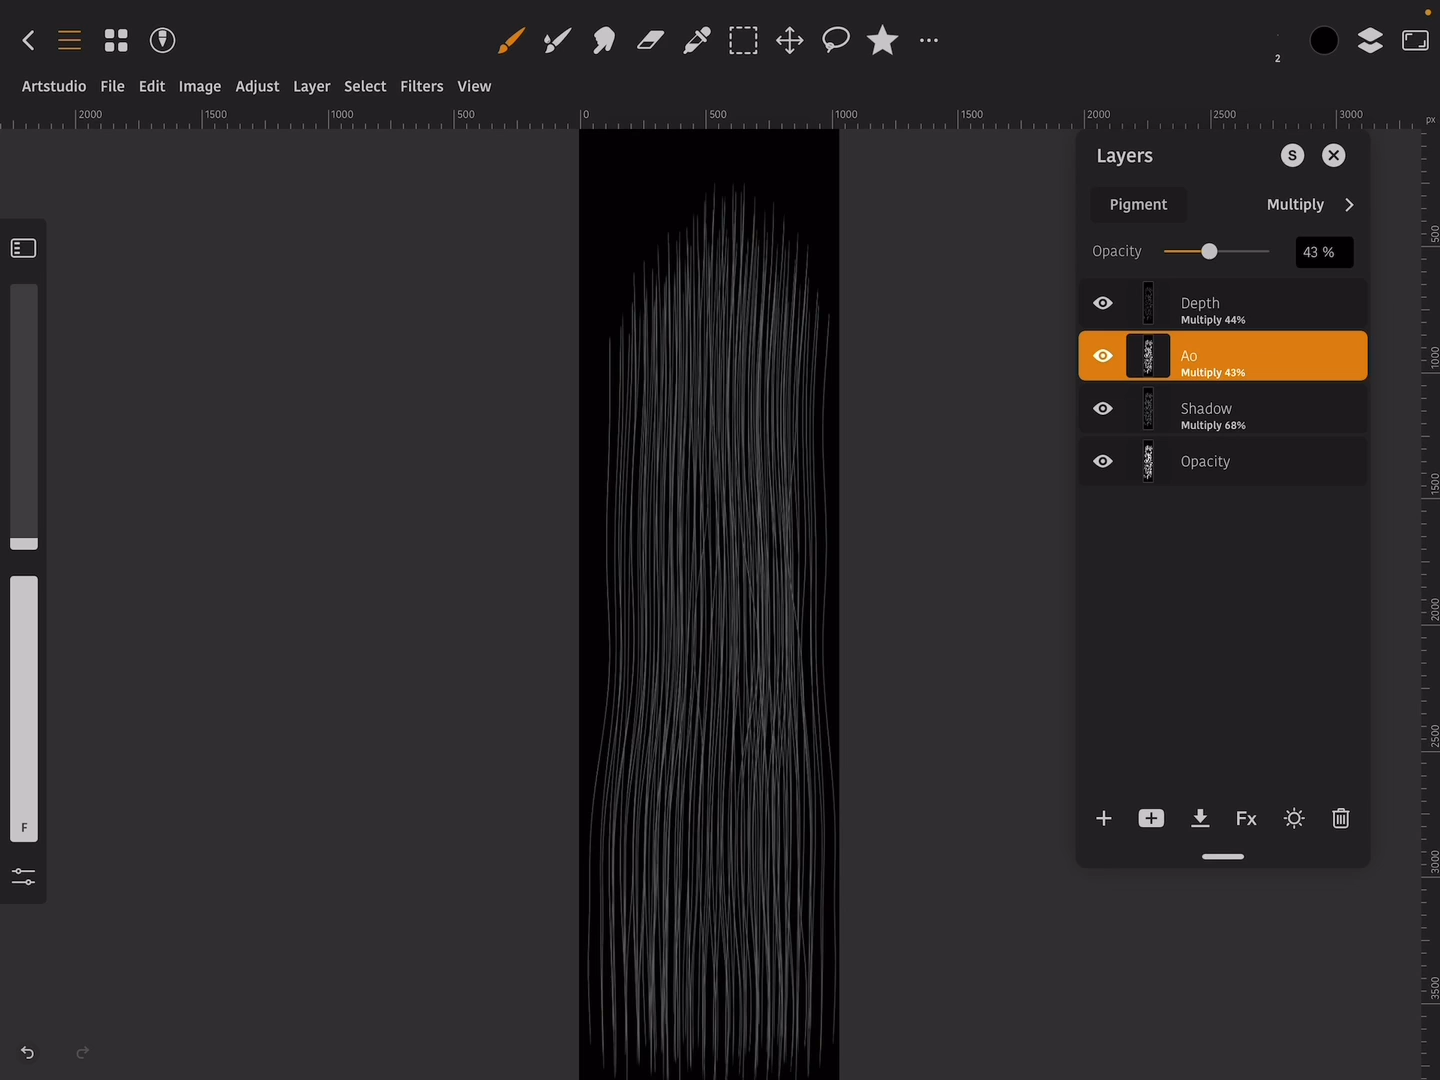 2
Artstudio File Edit Image Adjust Layer Select Filters View
2000 1500 1000 500 0 500 1000 1500 2000 2500 3000 px
Layers S
Pigment Multiply
Opacity 43 %
Depth
Multiply 44%
Ao
Multiply 43%
Shadow
Multiply 68%
Opacity
Fx
F
500
1000
1500
2000
2500
3000
3500